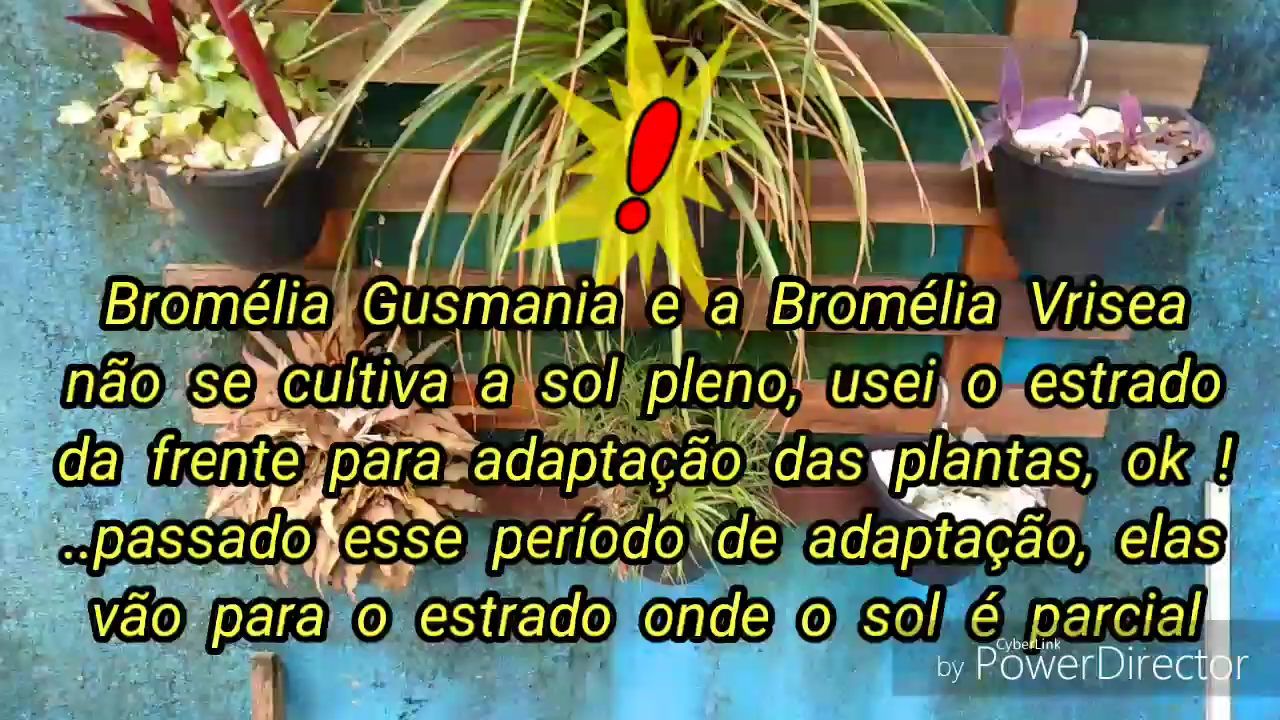 Bromélia Gusmania e a Bromélia Vrisea
não se cultiva a sol pleno, usei o estrado
da frente para adaptação das plantas, ok !
..passado esse período de adaptação, elas
vão para o estrado onde o sol é parcial
CyberLink
by PowerDirector